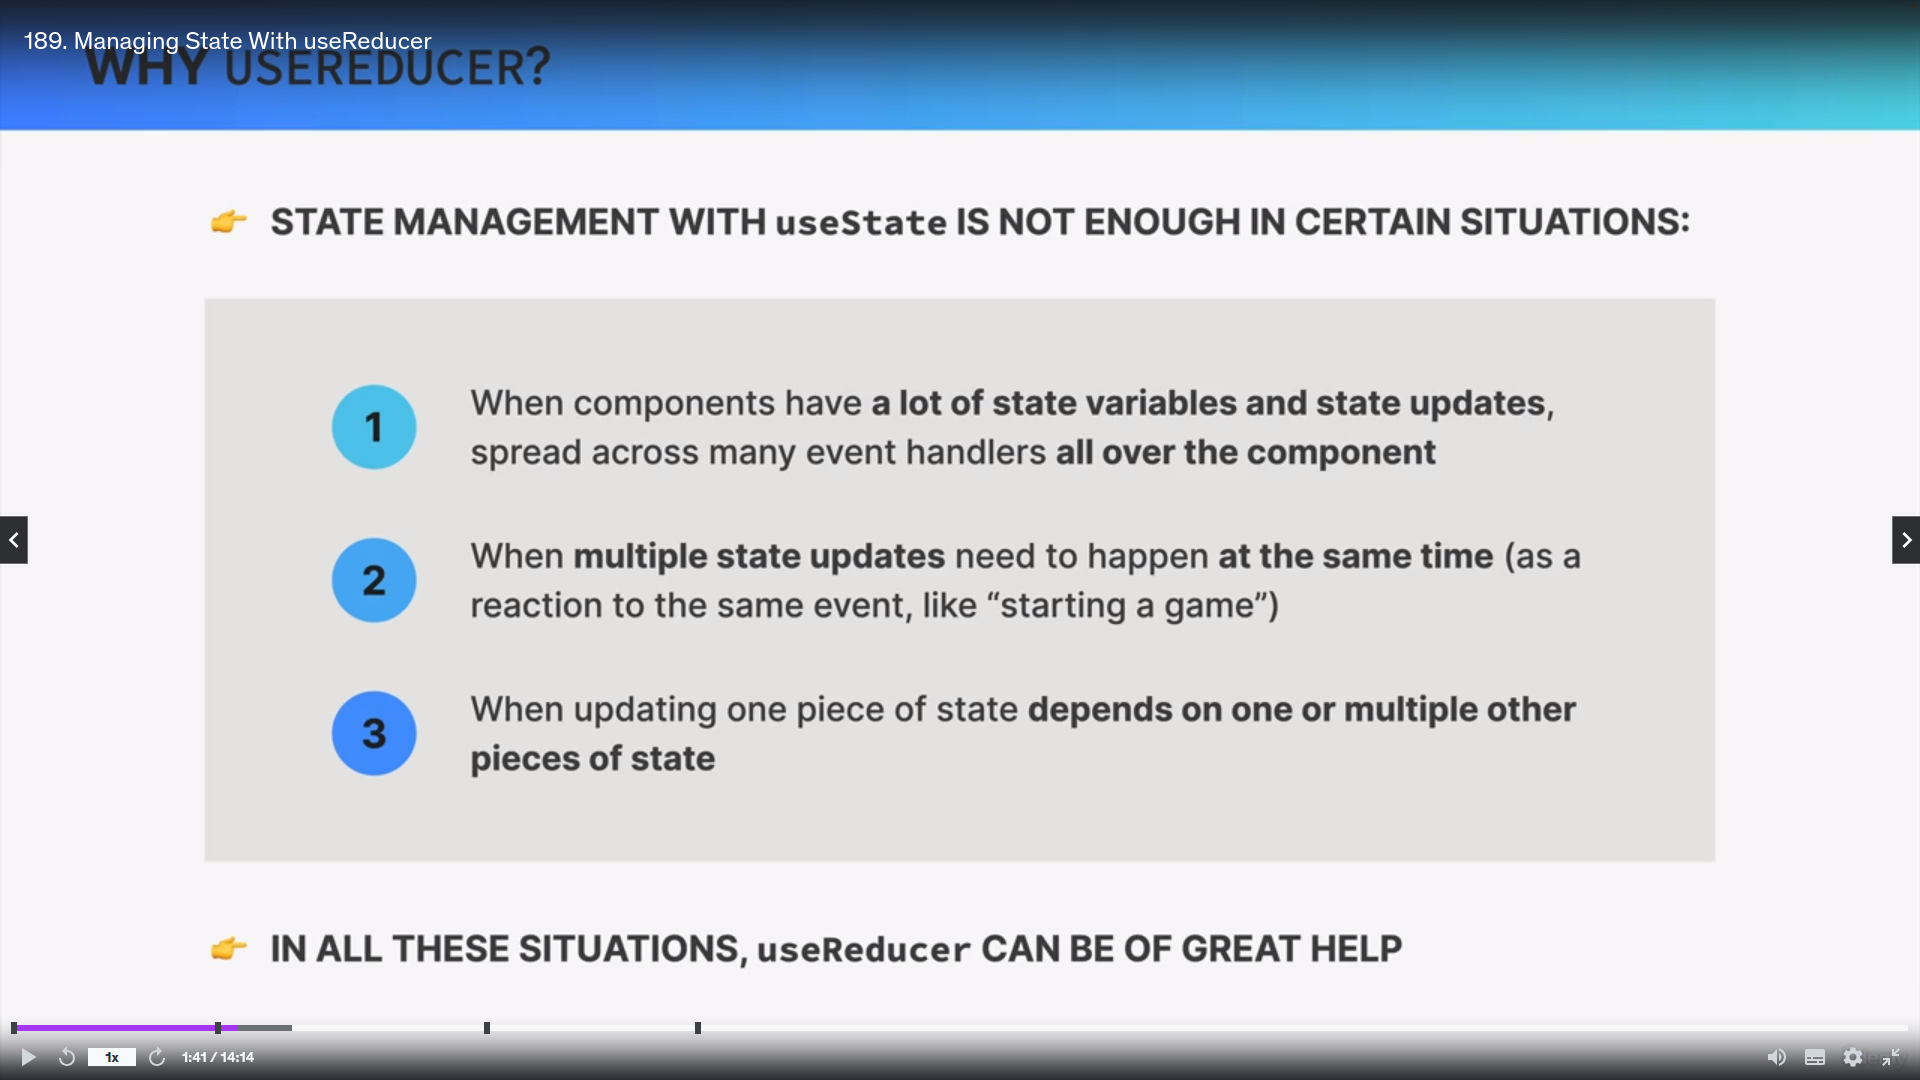 189. Managing State With useReducer
WHY USEREDUCER?
👉 STATE MANAGEMENT WITH useState IS NOT ENOUGH IN CERTAIN SITUATIONS:
1 When components have a lot of state variables and state updates,
spread across many event handlers all over the component
2 When multiple state updates need to happen at the same time (as a
reaction to the same event, like “starting a game”)
3 When updating one piece of state depends on one or multiple other
pieces of state
👉 IN ALL THESE SITUATIONS, useReducer CAN BE OF GREAT HELP
1x 1:41 / 14:14